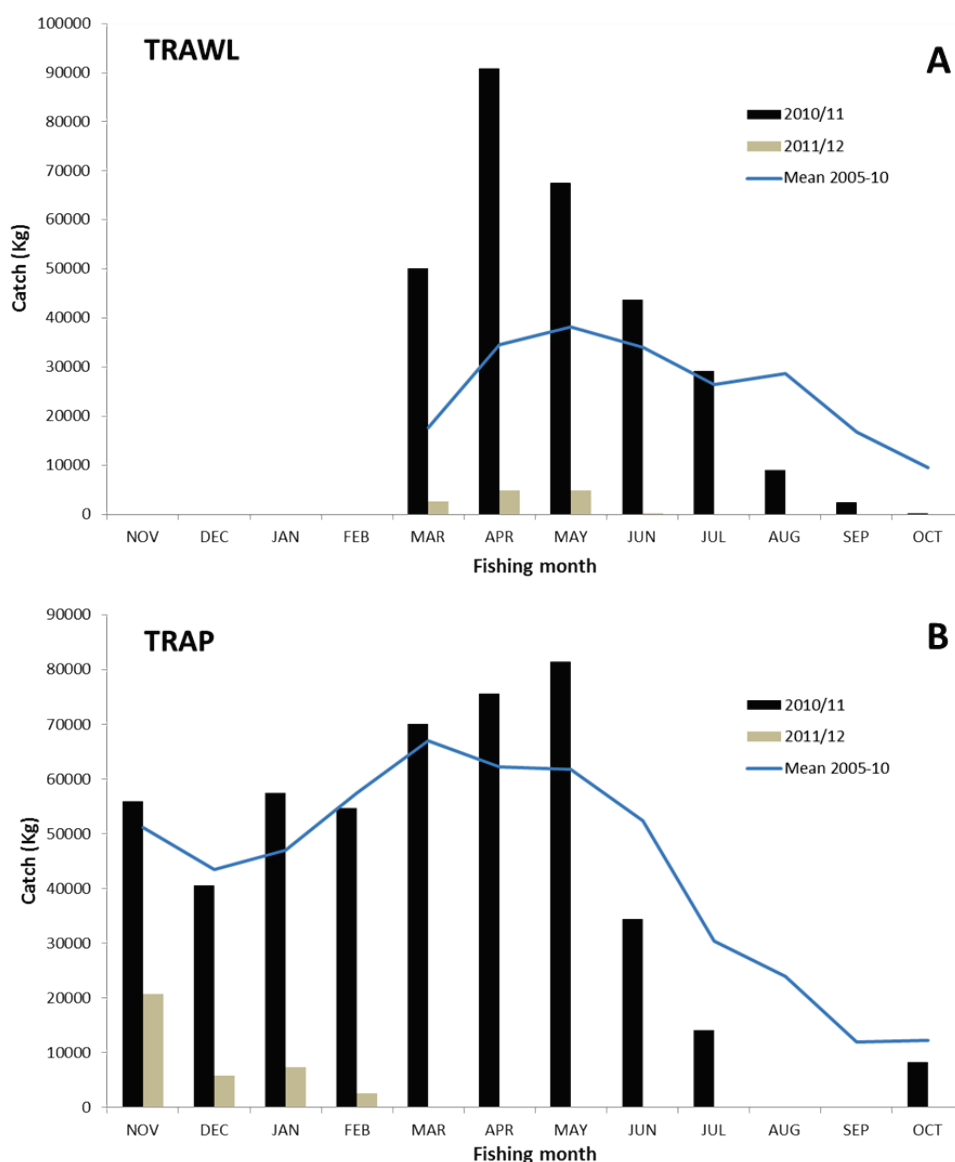 TRAWL
A
100000
90000
80000
70000
60000
50000
40000
30000
20000
10000
0
Catch (Kg)
2010/11
2011/12
Mean 2005-10
NOV DEC JAN FEB MAR APR MAY JUN JUL AUG SEP OCT
Fishing month
TRAP
B
90000
80000
70000
60000
50000
40000
30000
20000
10000
0
Catch (Kg)
2010/11
2011/12
Mean 2005-10
NOV DEC JAN FEB MAR APR MAY JUN JUL AUG SEP OCT
Fishing month